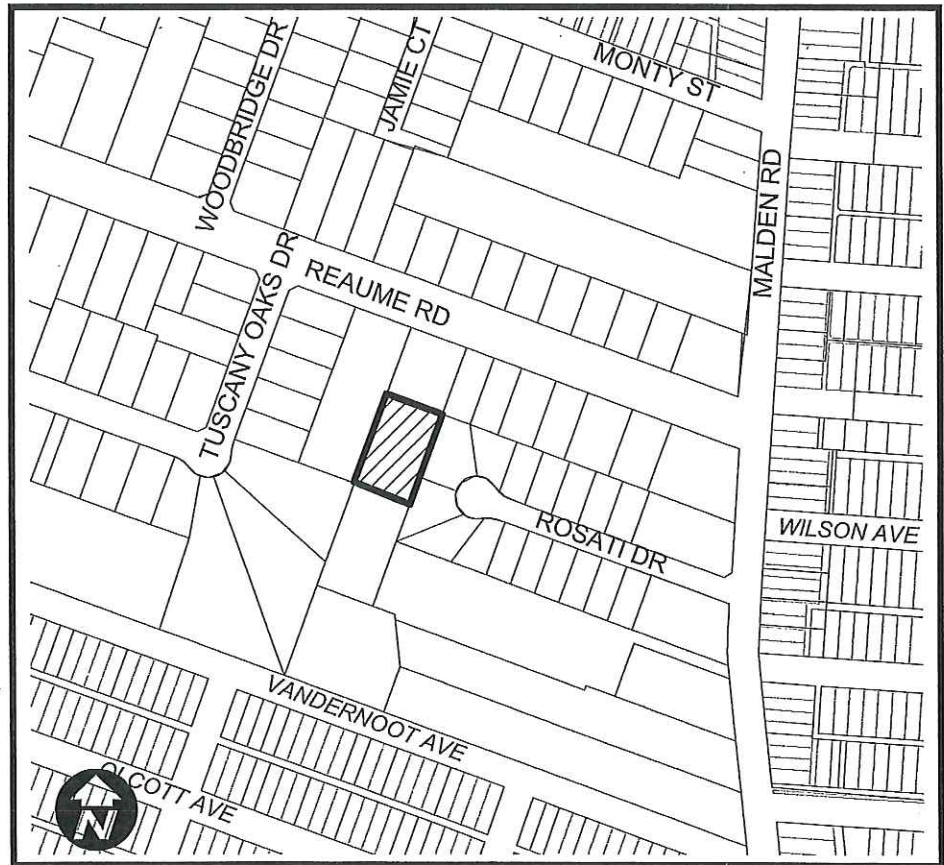 WOODBRIDGE DR
JAMIE CT
MONTY ST
MALDEN RD
REAUME RD
TUSCANY OAKS DR
ROSATI DR
WILSON AVE
VANDERNOOT AVE
OLCOTT AVE
N